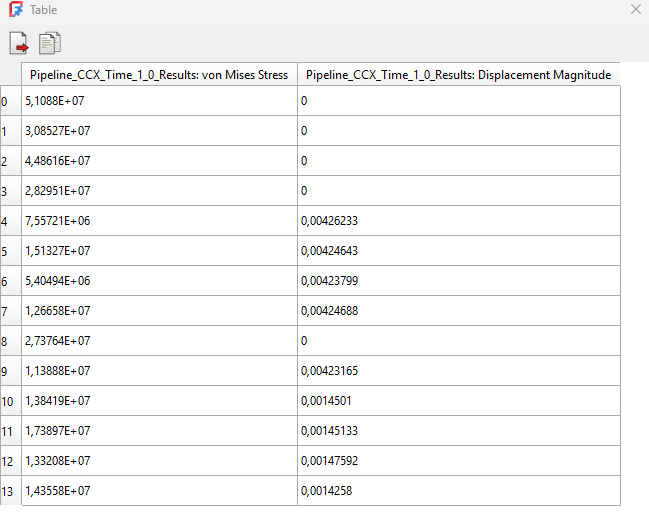 Table
Pipeline_CCX_Time_1_0_Results: von Mises Stress Pipeline_CCX_Time_1_0_Results: Displacement Magnitude
0 5,1088E+07 0
1 3,08527E+07 0
2 4,48616E+07 0
3 2,82951E+07 0
4 7,55721E+06 0,00426233
5 1,51327E+07 0,00424643
6 5,40494E+06 0,00423799
7 1,26658E+07 0,00424688
8 2,73764E+07 0
9 1,13888E+07 0,00423165
10 1,38419E+07 0,0014501
11 1,73897E+07 0,00145133
12 1,33208E+07 0,00147592
13 1,43558E+07 0,0014258